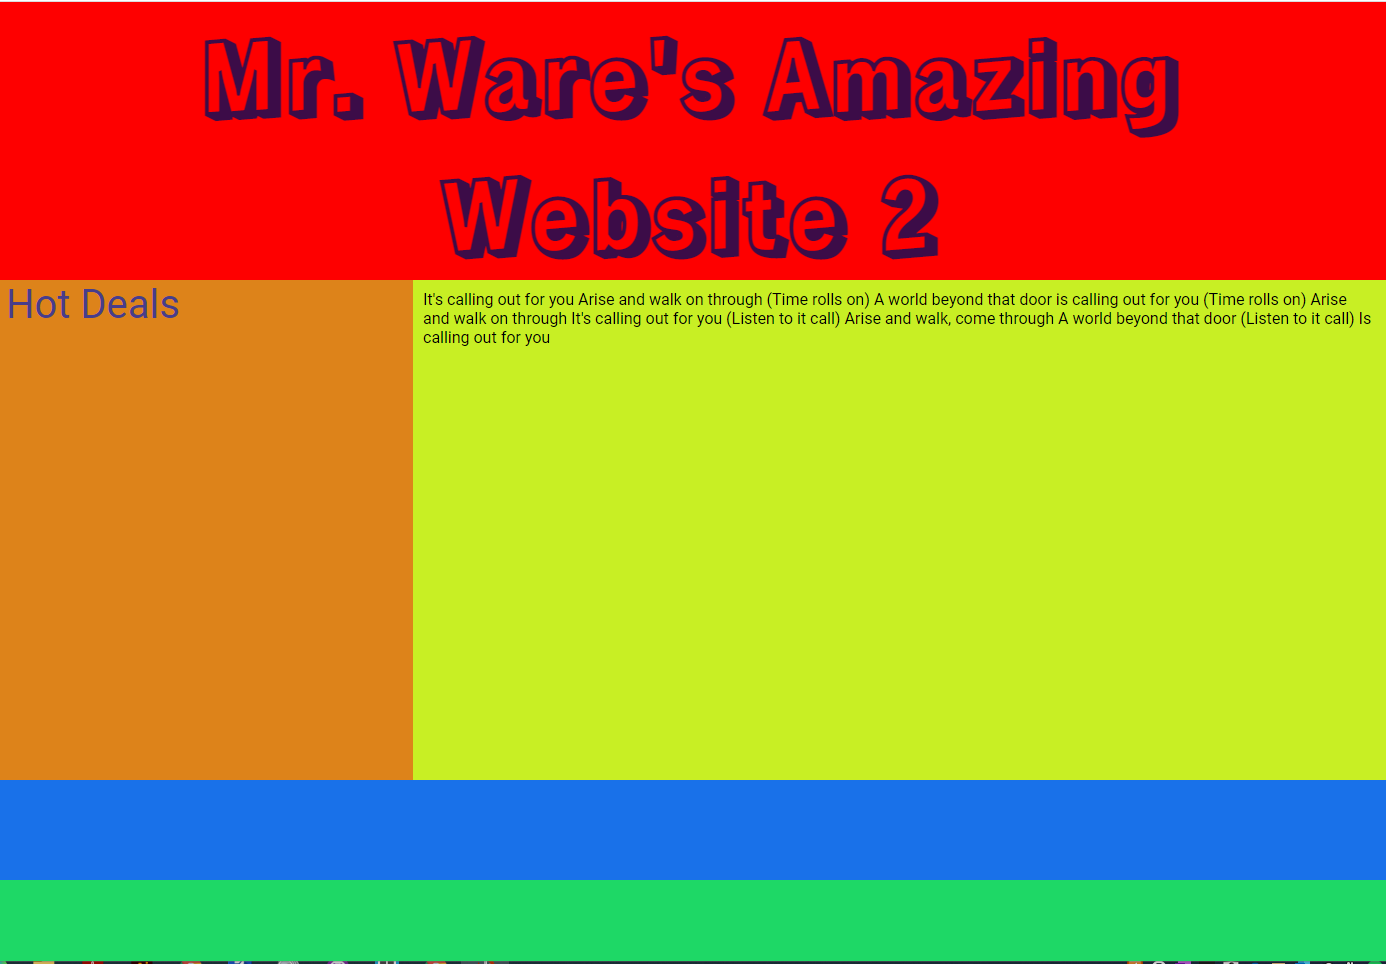 Mr. Ware's Amazing
Website 2
Hot Deals
It's calling out for you Arise and walk on through (Time rolls on) A world beyond that door is calling out for you (Time rolls on) Arise
and walk on through It's calling out for you (Listen to it call) Arise and walk, come through A world beyond that door (Listen to it call) Is
calling out for you